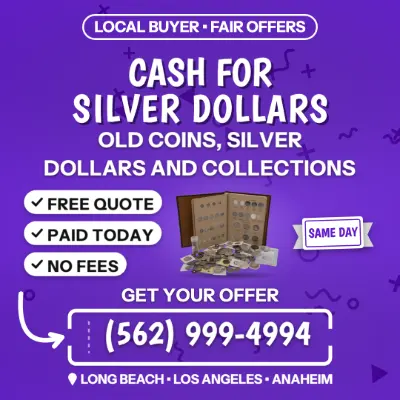 LOCAL BUYER ▪ FAIR OFFERS
CASH FOR
SILVER DOLLARS
OLD COINS, SILVER
DOLLARS AND COLLECTIONS
✓ FREE QUOTE
✓ PAID TODAY
✓ NO FEES
SAME DAY
GET YOUR OFFER
(562) 999-4994
LONG BEACH ▪ LOS ANGELES ▪ ANAHEIM